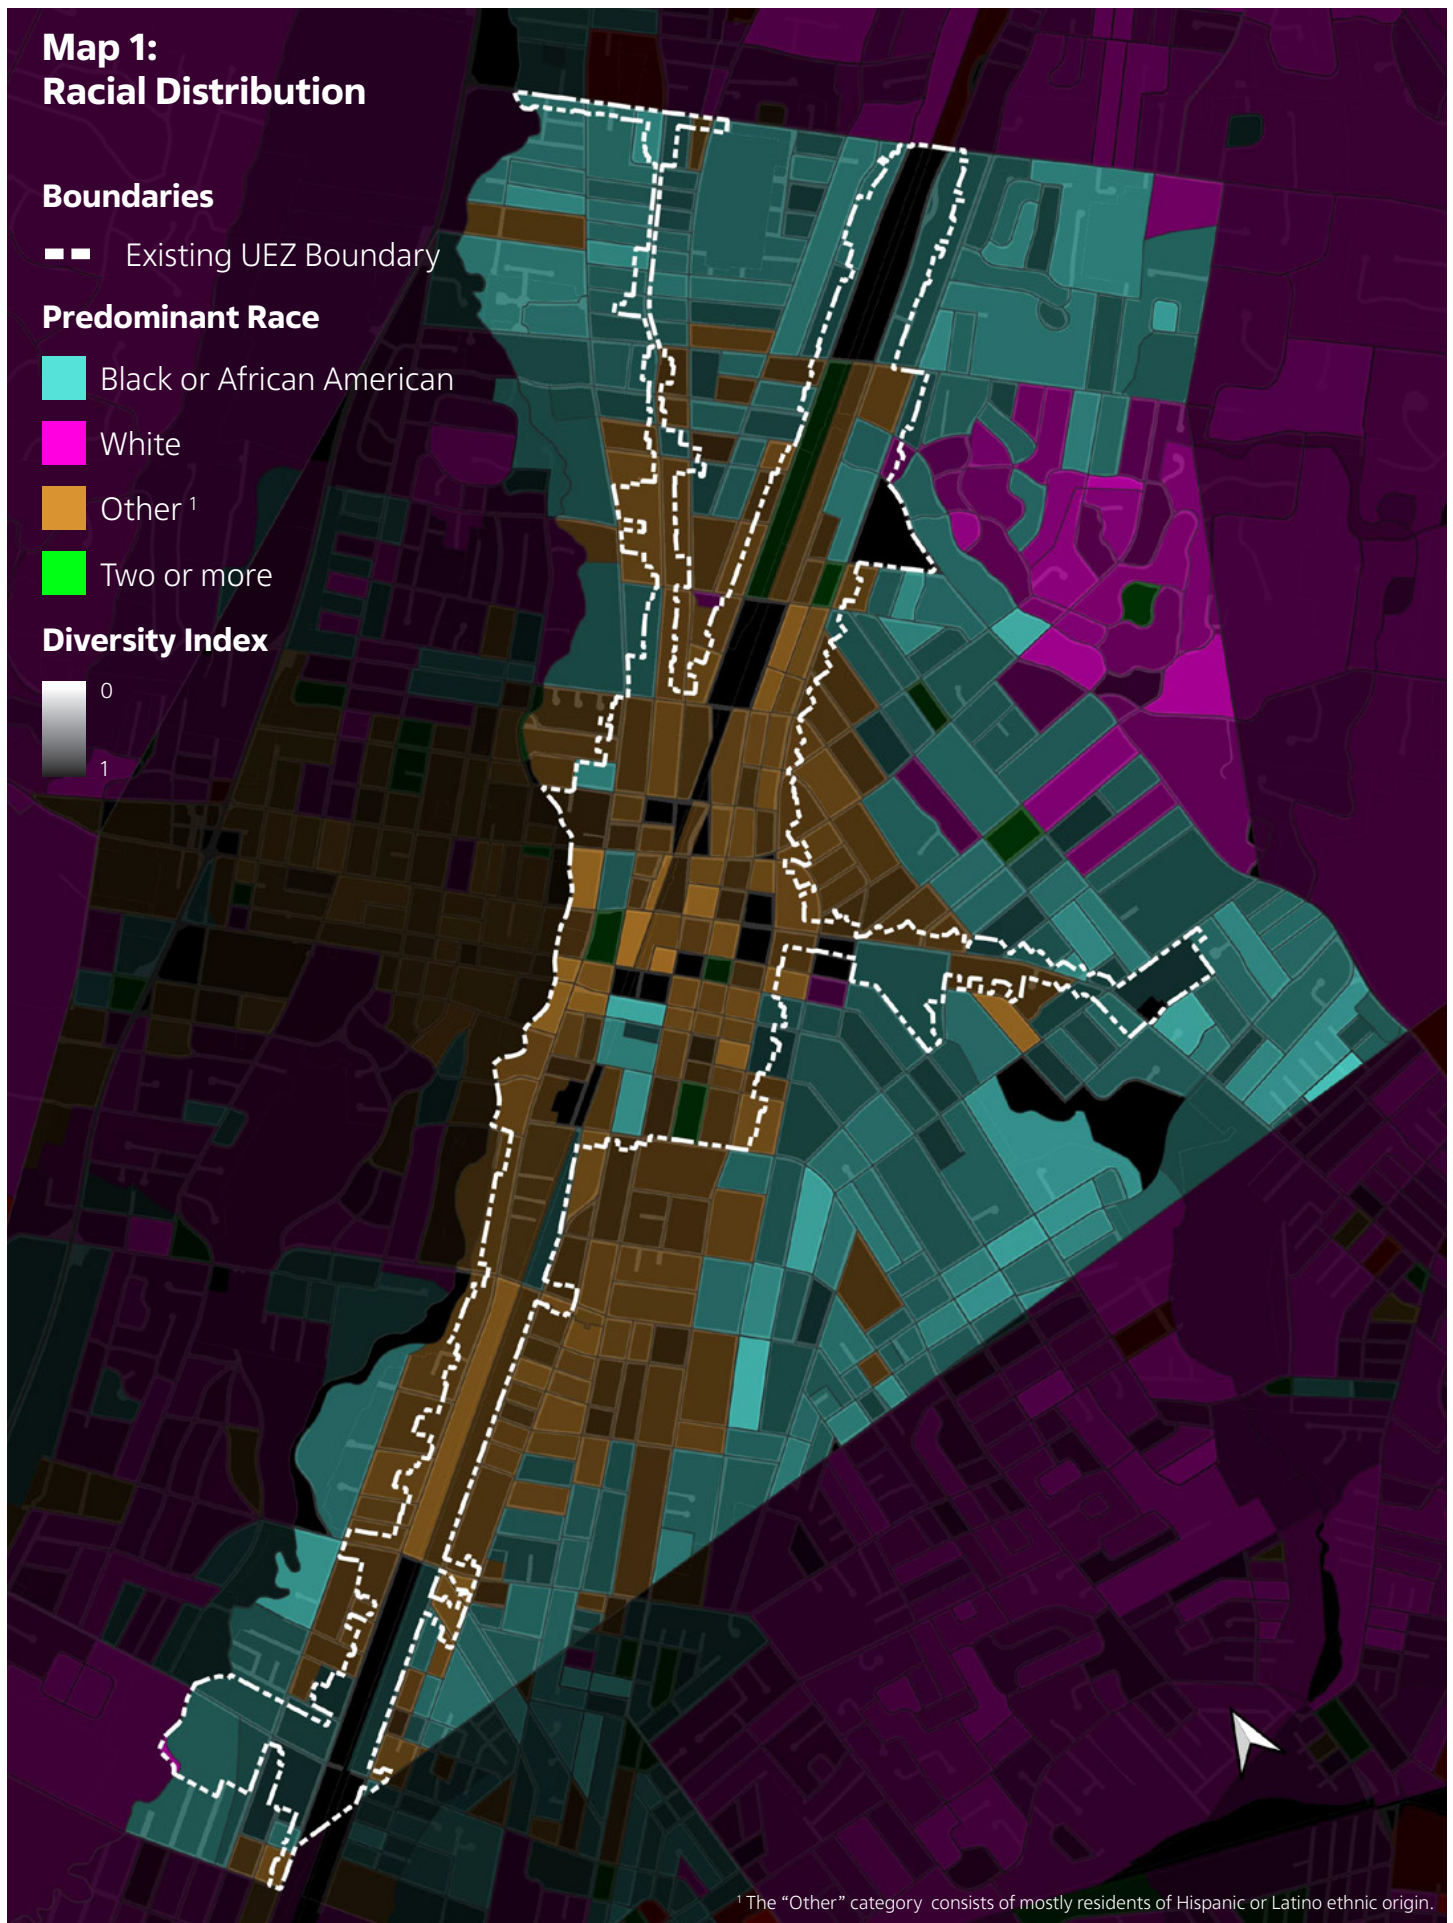 Map 1:
Racial Distribution
Boundaries
Existing UEZ Boundary
Predominant Race
Black or African American
White
Other 1
Two or more
Diversity Index
0
1
1 The “Other” category consists of mostly residents of Hispanic or Latino ethnic origin.